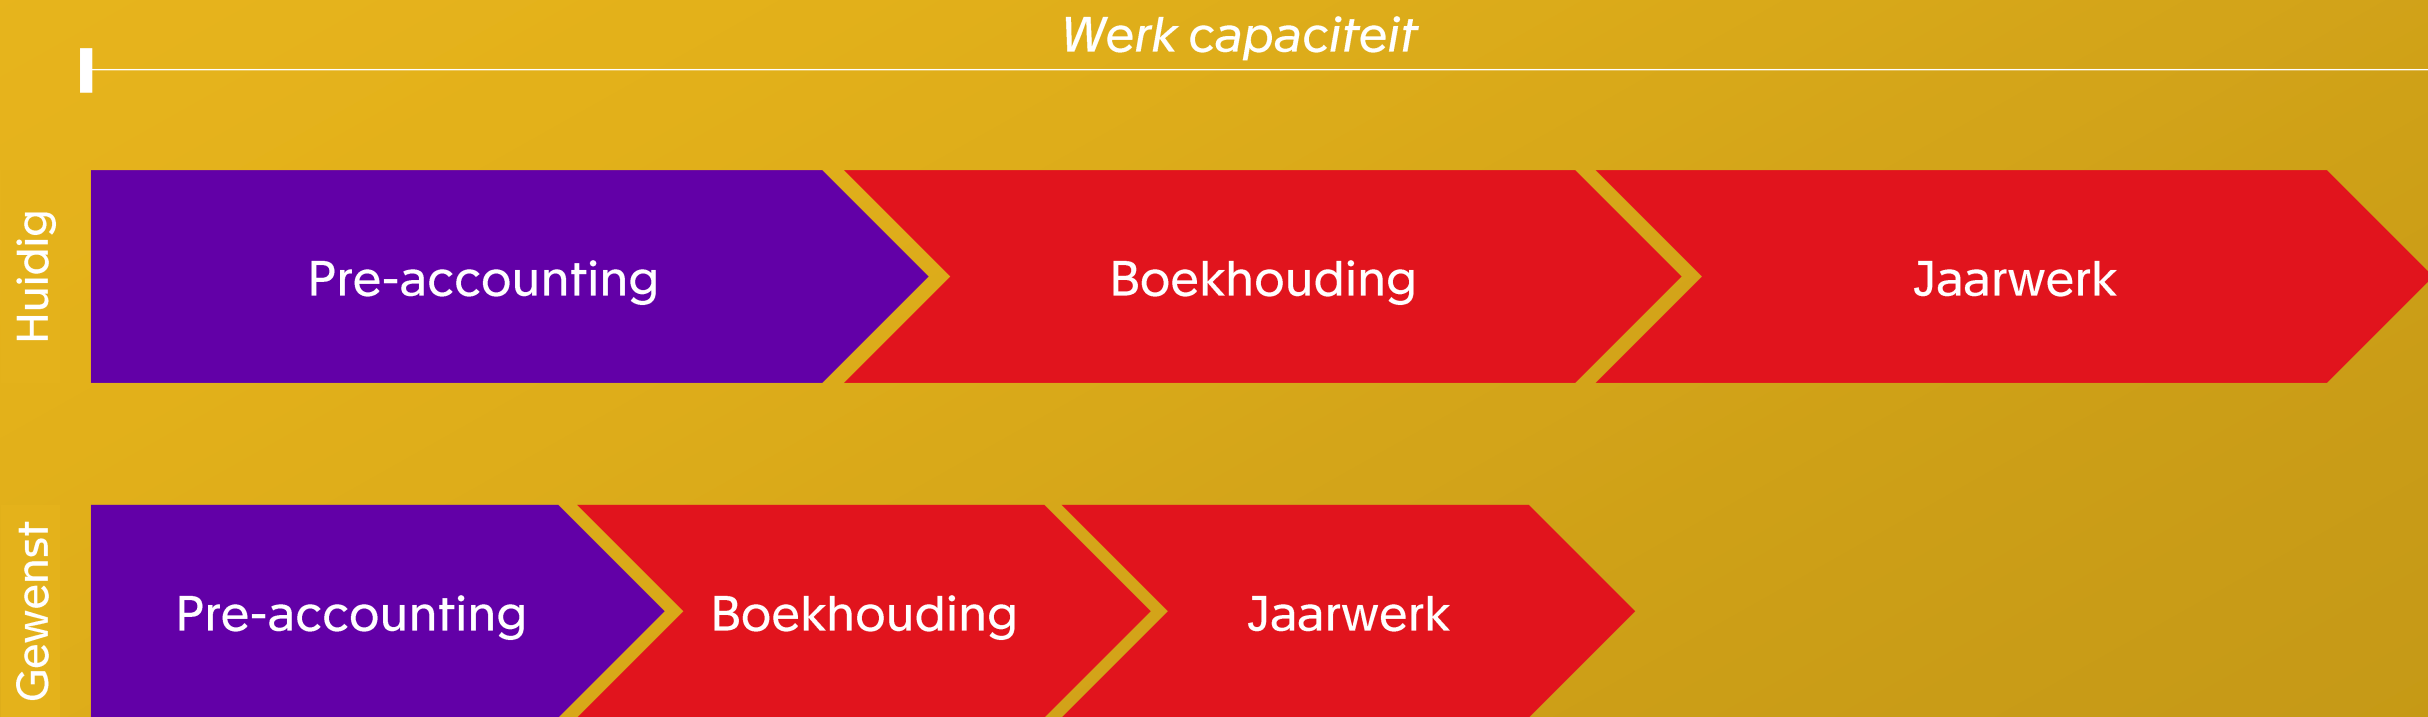 Werk capaciteit
Huidig
Pre-accounting
Boekhouding
Jaarwerk
Gewenst
Pre-accounting
Boekhouding
Jaarwerk